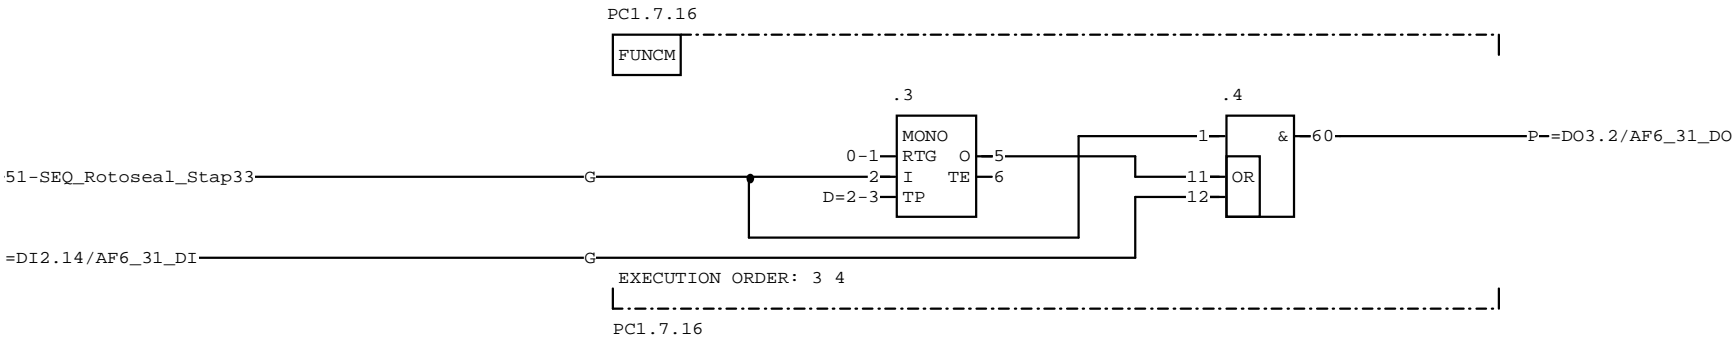 PC1.7.16
FUNCM
.3 .4
MONO 1 & 60 P =DO3.2/AF6_31_DO
0-1 RTG O 5
51-SEQ_Rotoseal_Stap33 G 2 I TE 6 11 OR
D=2-3 TP 12
=DI2.14/AF6_31_DI G
EXECUTION ORDER: 3 4
PC1.7.16